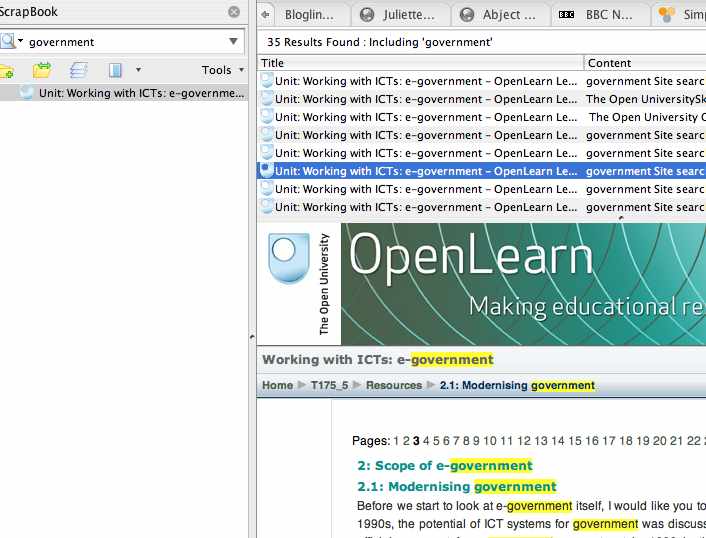 ScrapBook
government
Tools
Unit: Working with ICTs: e-governme...
Bloglin...
Juliette...
Abject ...
BBC
BBC N...
35 Results Found : Including 'government'
Title Content
Unit: Working with ICTs: e-government – OpenLearn Le... government Site searc
Unit: Working with ICTs: e-government – OpenLearn Le... The Open UniversitySk
Unit: Working with ICTs: e-government – OpenLearn Le... The Open University
Unit: Working with ICTs: e-government – OpenLearn Le... government Site searc
Unit: Working with ICTs: e-government – OpenLearn Le... government Site searc
Unit: Working with ICTs: e-government – OpenLearn Le... government Site searc
Unit: Working with ICTs: e-government – OpenLearn Le... government Site searc
Unit: Working with ICTs: e-government – OpenLearn Le... government Site searc
The Open University
OpenLearn
Making educational re
Working with ICTs: e-government
Home T175_5 Resources 2.1: Modernising government
Pages: 1 2 3 4 5 6 7 8 9 10 11 12 13 14 15 16 17 18 19 20 21 22
2: Scope of e-government
2.1: Modernising government
Before we start to look at e-government itself, I would like you to
1990s, the potential of ICT systems for government was discuss